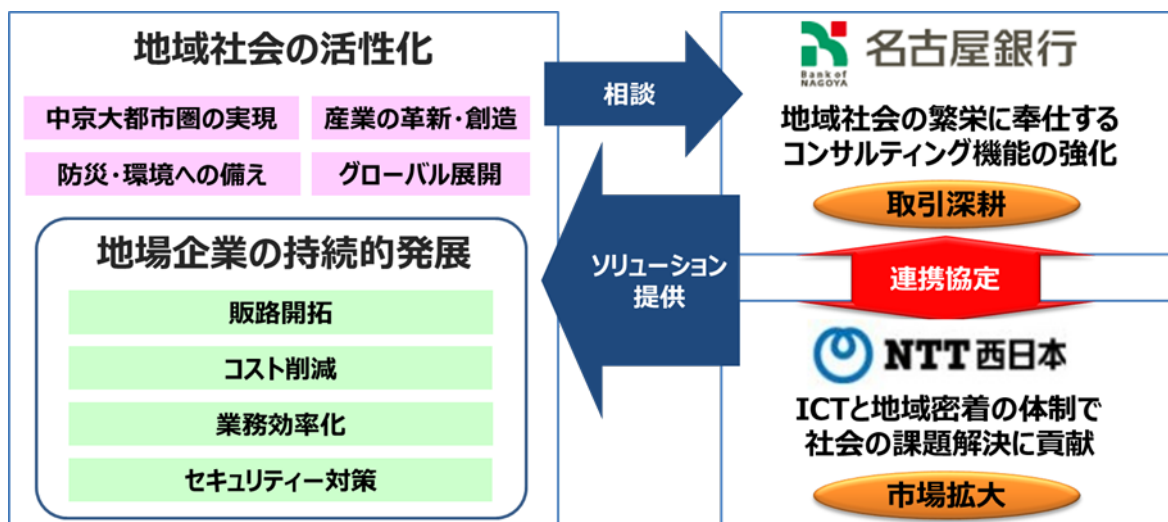 地域社会の活性化
中京大都市圏の実現
産業の革新・創造
防災・環境への備え
グローバル展開
地場企業の持続的発展
販路開拓
コスト削減
業務効率化
セキュリティー対策
相談
ソリューション
提供
Bank of
NAGOYA
名古屋銀行
地域社会の繁栄に奉仕する
コンサルティング機能の強化
取引深耕
連携協定
NTT西日本
ICTと地域密着の体制で
社会の課題解決に貢献
市場拡大